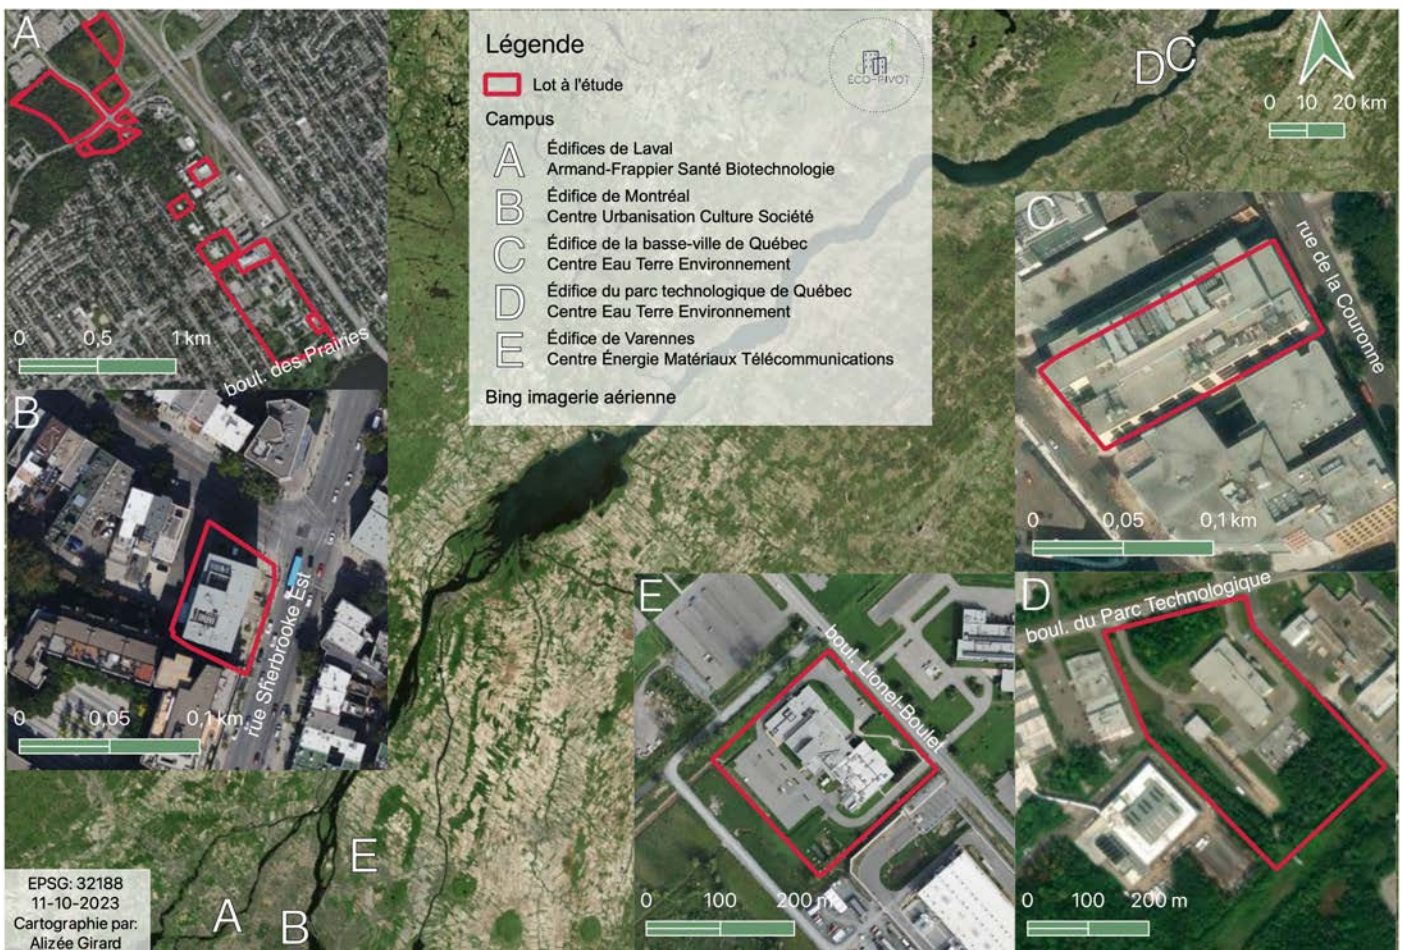 A
0 0,5 1 km
boul. des Prairies
B
rue Sherbrooke Est
0 0,05 0,1 km
Légende
ÉCO-PIVOT
Lot à l'étude
Campus
A
Édifices de Laval
Armand-Frappier Santé Biotechnologie
B
Édifice de Montréal
Centre Urbanisation Culture Société
C
Édifice de la basse-ville de Québec
Centre Eau Terre Environnement
D
Édifice du parc technologique de Québec
Centre Eau Terre Environnement
E
Édifice de Varennes
Centre Énergie Matériaux Télécommunications
Bing imagerie aérienne
DC
0 10 20 km
C
rue de la Couronne
0 0,05 0,1 km
E
boul. Lionel-Boulet
0 100 200 m
D
boul. du Parc Technologique
0 100 200 m
E
A
B
EPSG: 32188
11-10-2023
Cartographie par:
Alizée Girard